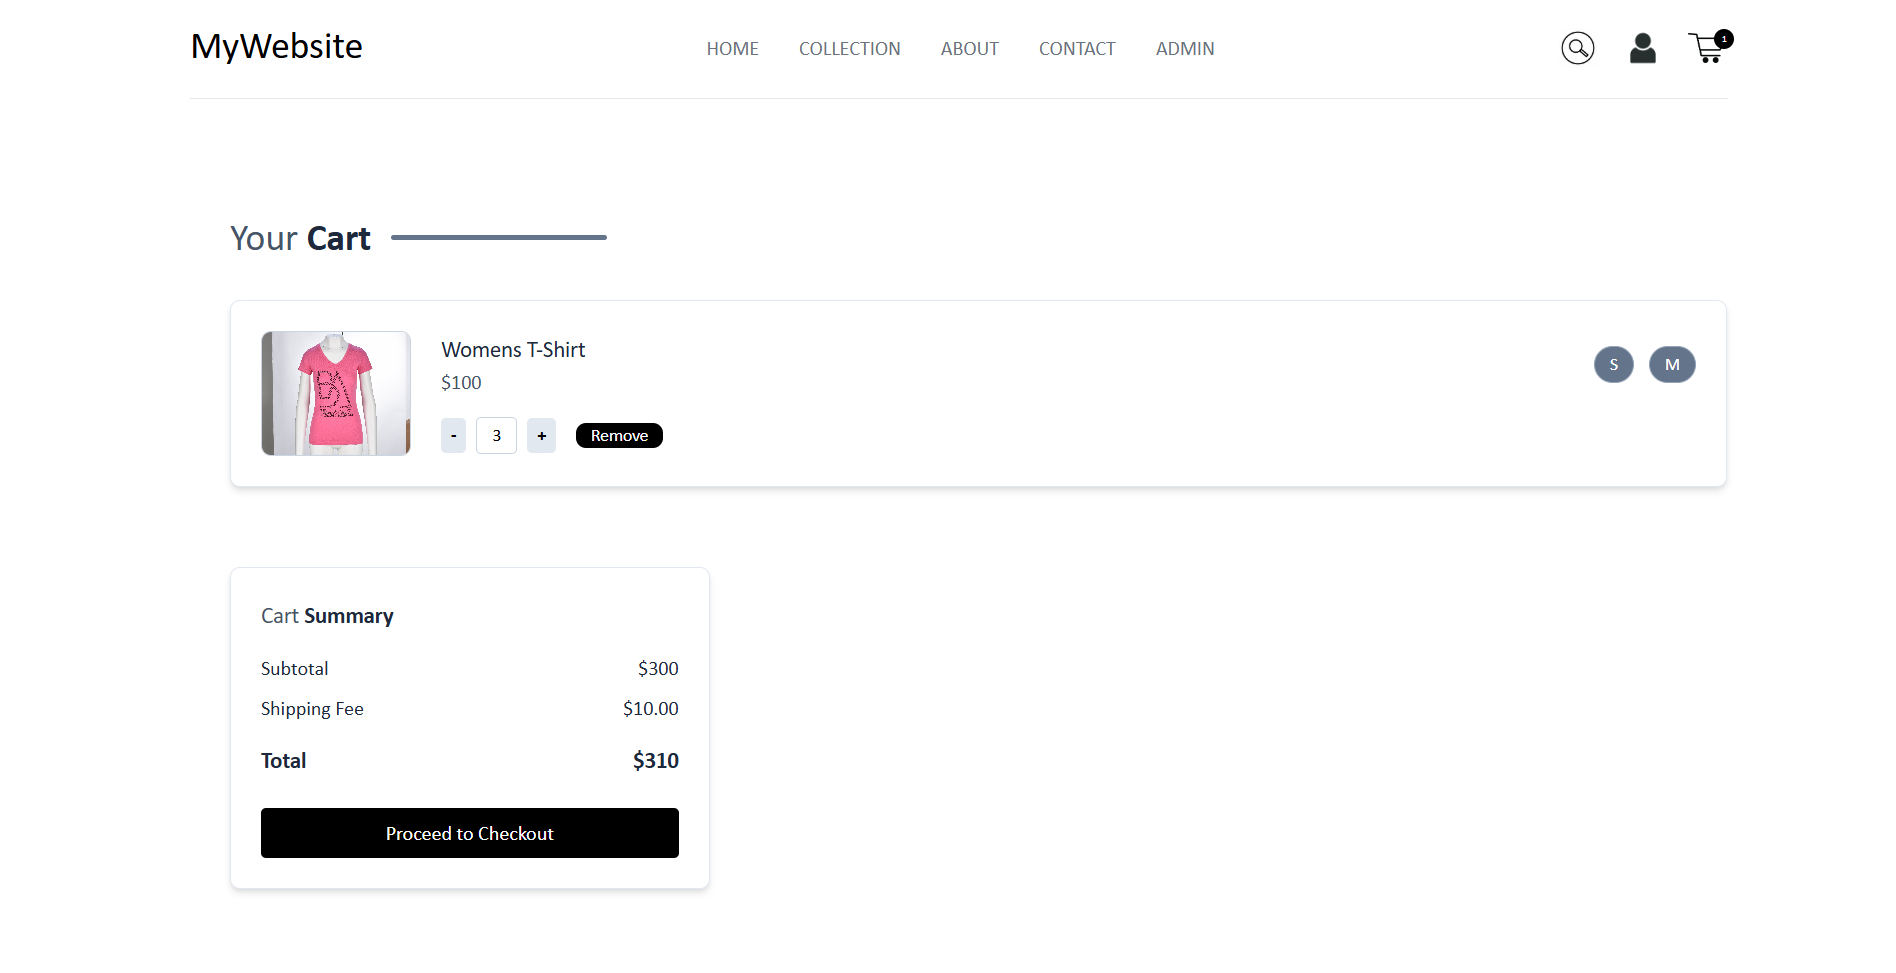 MyWebsite
HOME COLLECTION ABOUT CONTACT ADMIN
1
Your Cart
Womens T-Shirt
$100
- 3 + Remove
S M
Cart Summary
Subtotal $300
Shipping Fee $10.00
Total $310
Proceed to Checkout